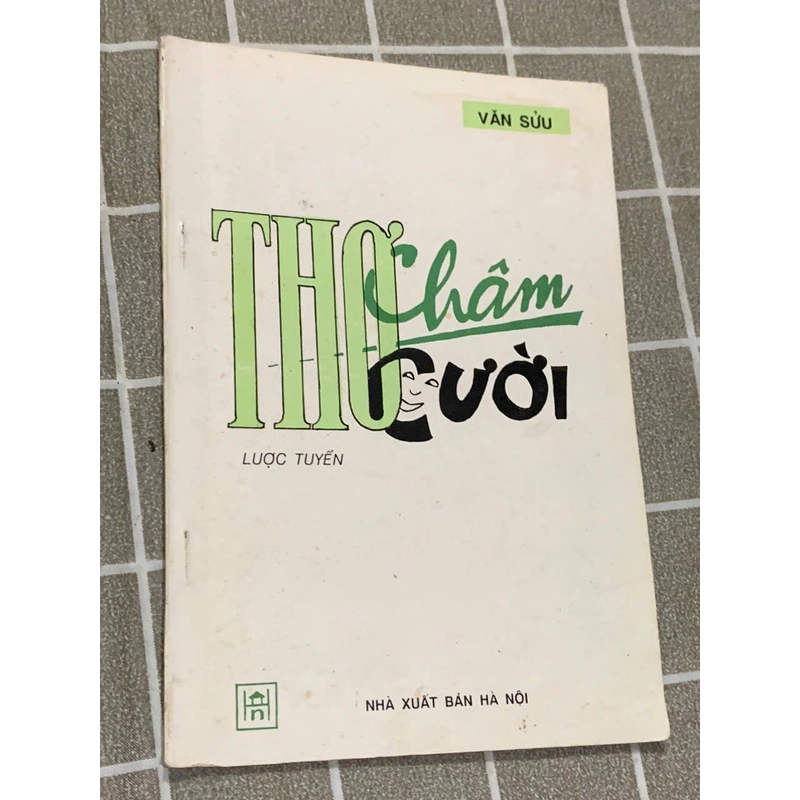 VĂN SỬU
THƠ Châm
CƯỜI
LƯỢC TUYỂN
NHÀ XUẤT BẢN HÀ NỘI